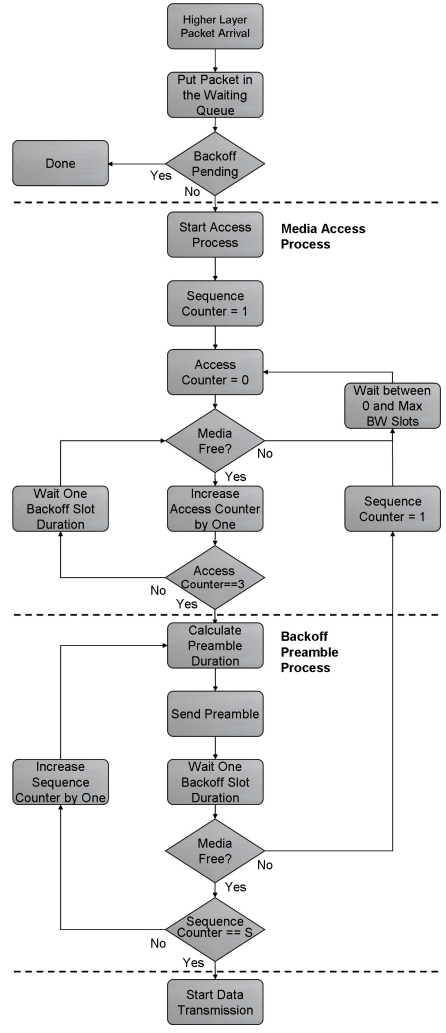 Higher Layer
Packet Arrival
Put Packet in
the Waiting
Queue
Backoff
Pending
Yes
No
Done
Start Access
Process
Media Access
Process
Sequence
Counter = 1
Access
Counter = 0
Wait between
0 and Max
BW Slots
Media
Free?
No
Yes
Wait One
Backoff Slot
Duration
Increase
Access Counter
by One
Sequence
Counter = 1
Access
Counter==3
No
Yes
Calculate
Preamble
Duration
Backoff
Preamble
Process
Send Preamble
Increase
Sequence
Counter by One
Wait One
Backoff Slot
Duration
Media
Free?
No
Yes
Sequence
Counter == S
No
Yes
Start Data
Transmission